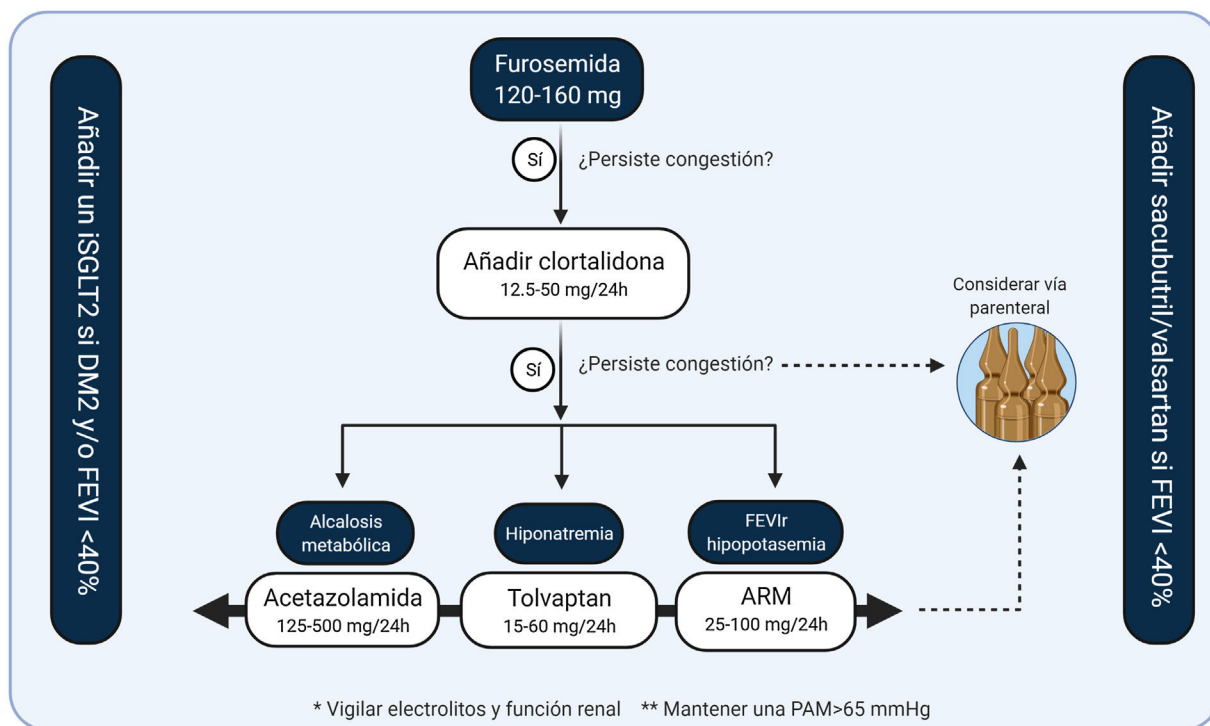 Añadir un iSGLT2 si DM2 y/o FEVI <40%
Furosemida
120-160 mg
Sí
¿Persiste congestión?
Añadir clortalidona
12.5-50 mg/24h
Sí
¿Persiste congestión?
Considerar vía
parenteral
Alcalosis
metabólica
Hiponatremia
FEVIr
hipopotasemia
Acetazolamida
125-500 mg/24h
Tolvaptan
15-60 mg/24h
ARM
25-100 mg/24h
Añadir sacubutril/valsartan si FEVI <40%
* Vigilar electrolitos y función renal ** Mantener una PAM>65 mmHg